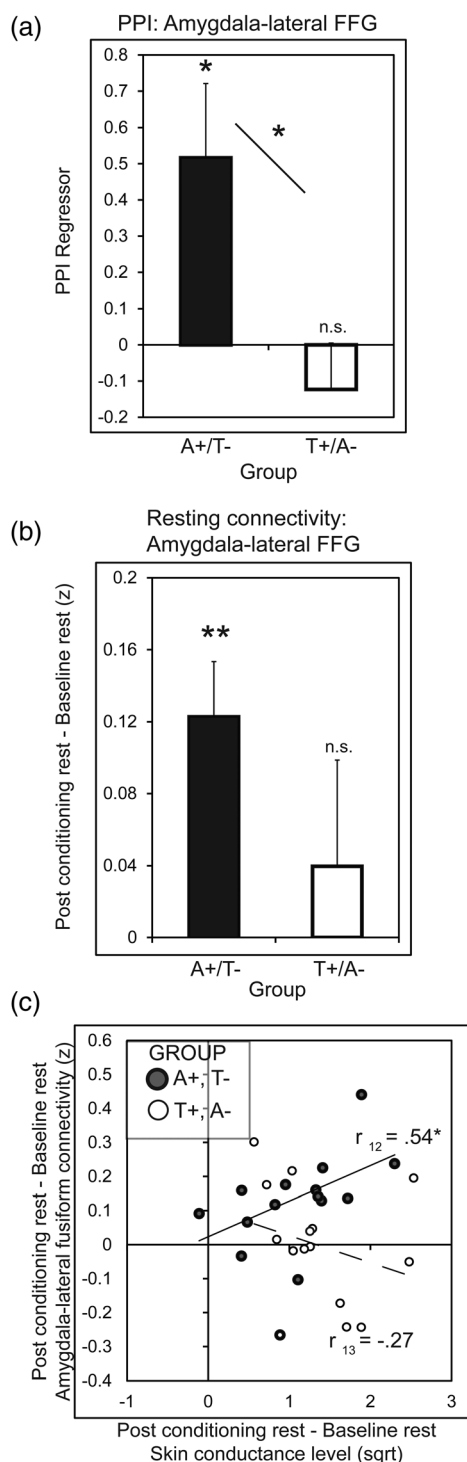 (a)
PPI: Amygdala-lateral FFG
0.8
0.7
0.6
0.5
0.4
0.3
0.2
0.1
0
-0.1
-0.2
PPI Regressor
*
*
n.s.
A+/T-
T+/A-
Group
(b)
Resting connectivity:
Amygdala-lateral FFG
0.2
0.16
0.12
0.08
0.04
0
Post conditioning rest - Baseline rest (z)
**
n.s.
A+/T-
T+/A-
Group
(c)
Post conditioning rest - Baseline rest
Amygdala-lateral fusiform connectivity (z)
0.6
0.5
0.4
0.3
0.2
0.1
0
-0.1
-0.2
-0.3
-0.4
GROUP
A+, T-
T+, A-
r 12 = .54*
r 13 = -.27
-1
0
1
2
3
Post conditioning rest - Baseline rest
Skin conductance level (sqrt)